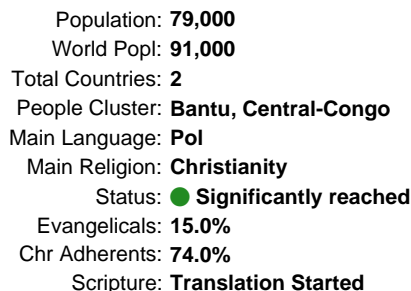 Population: 79,000
World Popl: 91,000
Total Countries: 2
People Cluster: Bantu, Central-Congo
Main Language: Pol
Main Religion: Christianity
Status: Significantly reached
Evangelicals: 15.0%
Chr Adherents: 74.0%
Scripture: Translation Started